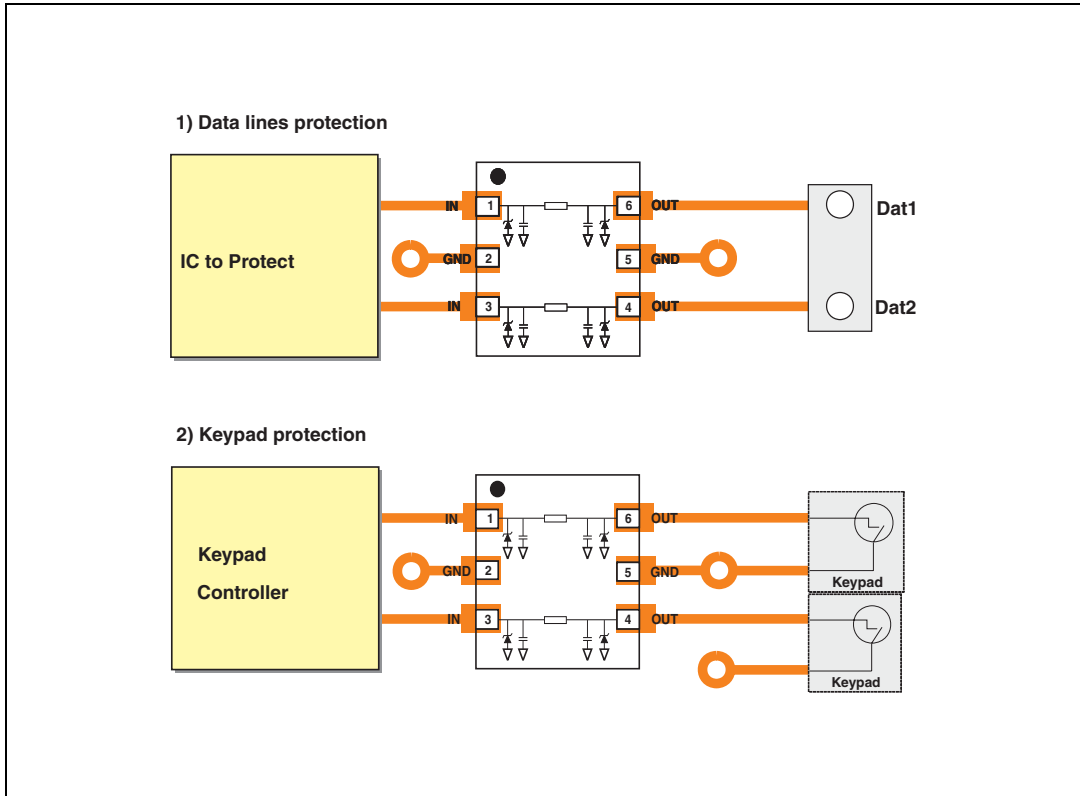 1) Data lines protection
IC to Protect
IN 1 6 OUT Dat1
GND 2 5 GND
IN 3 4 OUT Dat2
2) Keypad protection
Keypad
Controller
IN 1 6 OUT
GND 2 5 GND
Keypad
IN 3 4 OUT
Keypad